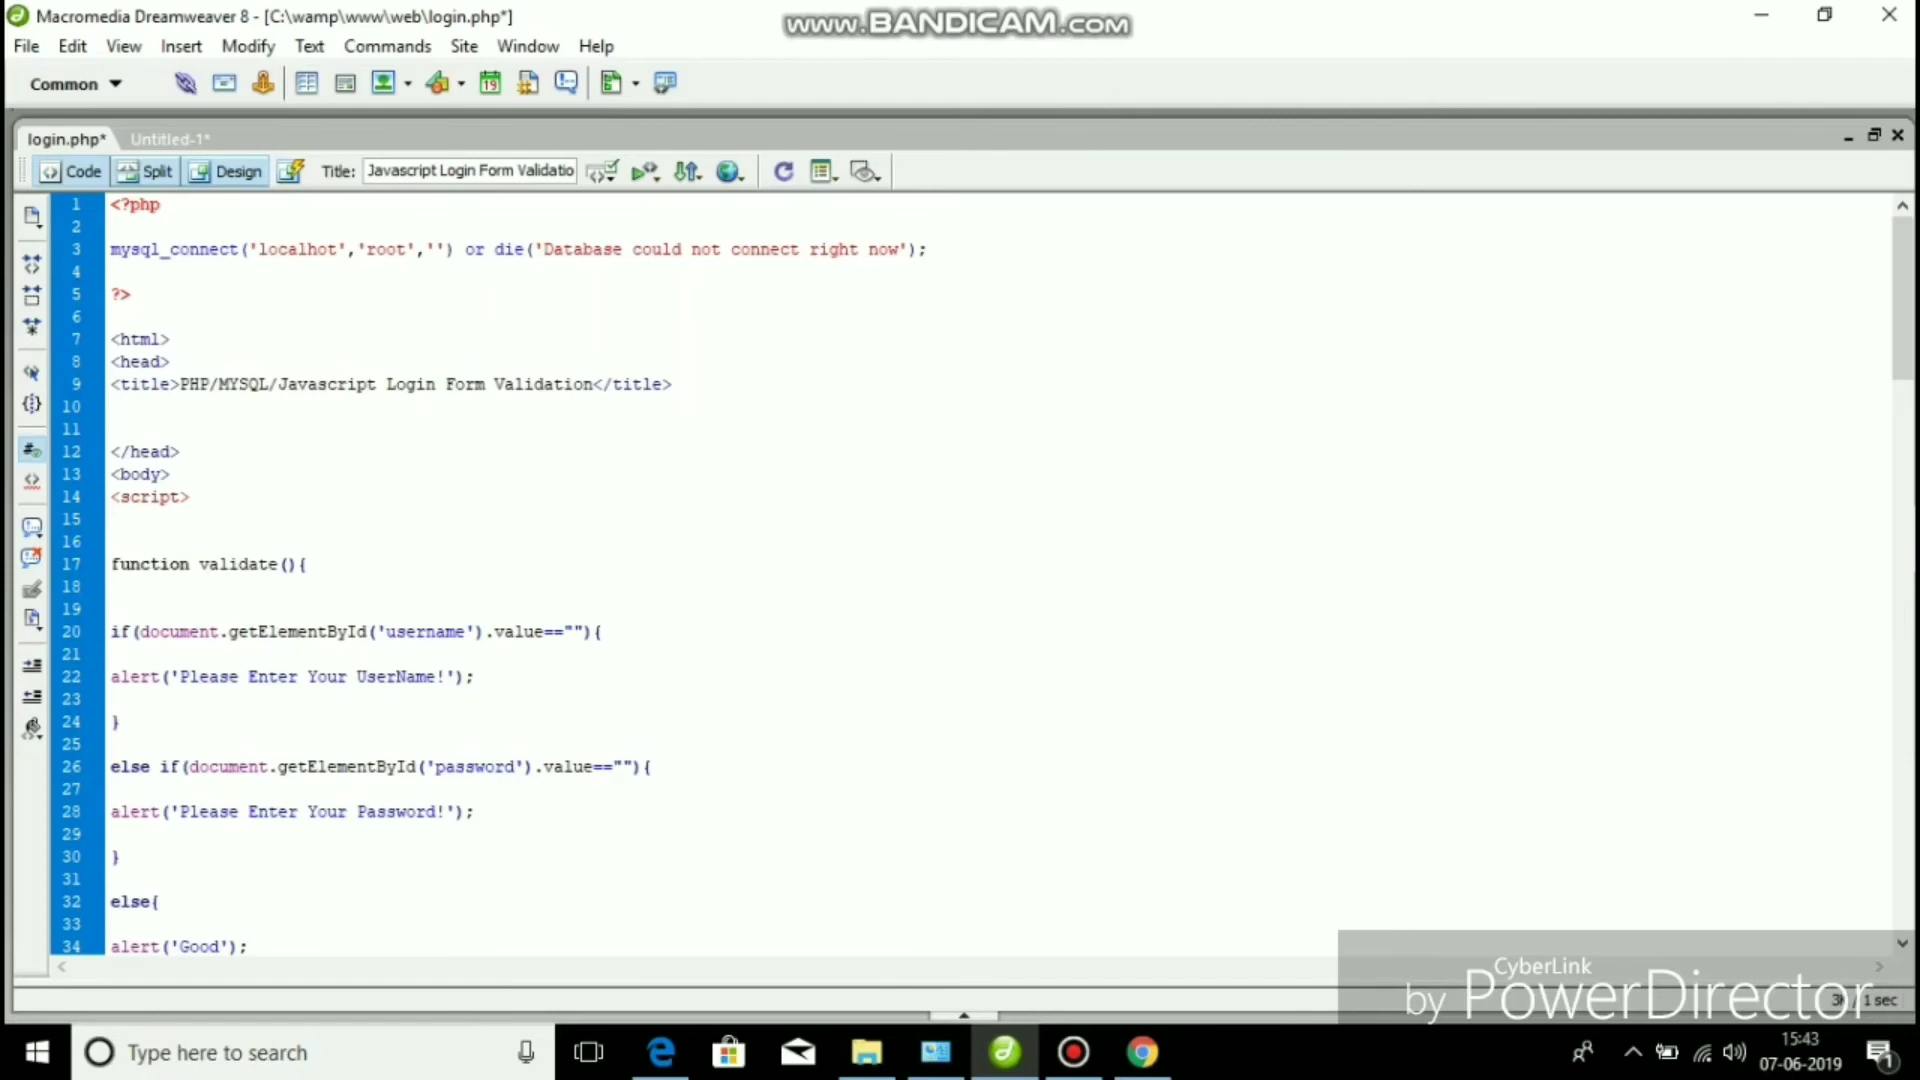 Macromedia Dreamweaver 8 - [C:\wamp\www\web\login.php*]
www.BANDICAM.com
File Edit View Insert Modify Text Commands Site Window Help
Common
19
login.php* Untitled-1*
Code Split Design Title: Javascript Login Form Validatio
1 <?php
2
3 mysql_connect('localhot','root','') or die('Database could not connect right now');
4
5 ?>
6
7 <html>
8 <head>
9 <title>PHP/MYSQL/Javascript Login Form Validation</title>
10
11
12 </head>
13 <body>
14 <script>
15
16
17 function validate(){
18
19
20 if(document.getElementById('username').value==""){
21
22 alert('Please Enter Your UserName!');
23
24 }
25
26 else if(document.getElementById('password').value==""){
27
28 alert('Please Enter Your Password!');
29
30 }
31
32 else{
33
34 alert('Good');
CyberLink
by PowerDirector
1 sec
Type here to search
15:43
07-06-2019
1